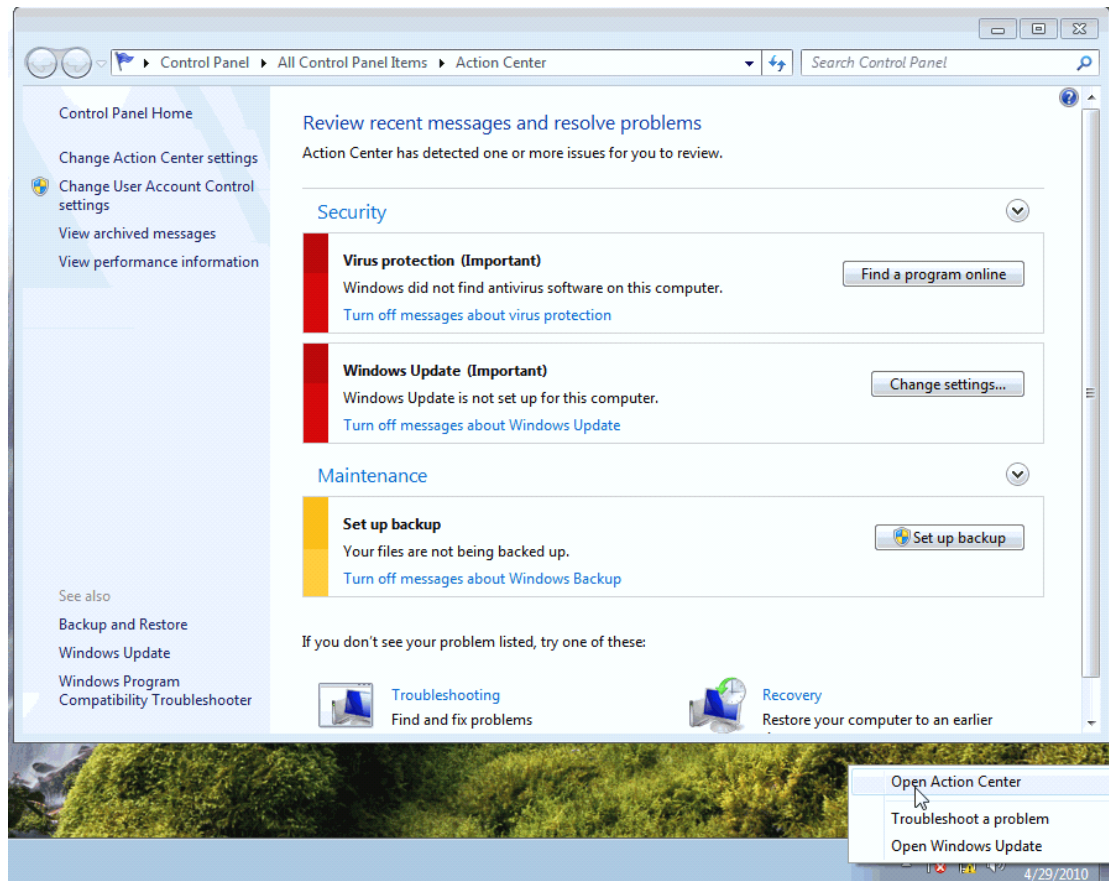 Control Panel All Control Panel Items Action Center Search Control Panel
Control Panel Home
Change Action Center settings
Change User Account Control
settings
View archived messages
View performance information
See also
Backup and Restore
Windows Update
Windows Program
Compatibility Troubleshooter
Review recent messages and resolve problems
Action Center has detected one or more issues for you to review.
Security
Virus protection (Important)
Windows did not find antivirus software on this computer.
Turn off messages about virus protection
Find a program online
Windows Update (Important)
Windows Update is not set up for this computer.
Turn off messages about Windows Update
Change settings...
Maintenance
Set up backup
Your files are not being backed up.
Turn off messages about Windows Backup
Set up backup
If you don't see your problem listed, try one of these:
Troubleshooting
Find and fix problems
Recovery
Restore your computer to an earlier
Open Action Center
Troubleshoot a problem
Open Windows Update
4/29/2010